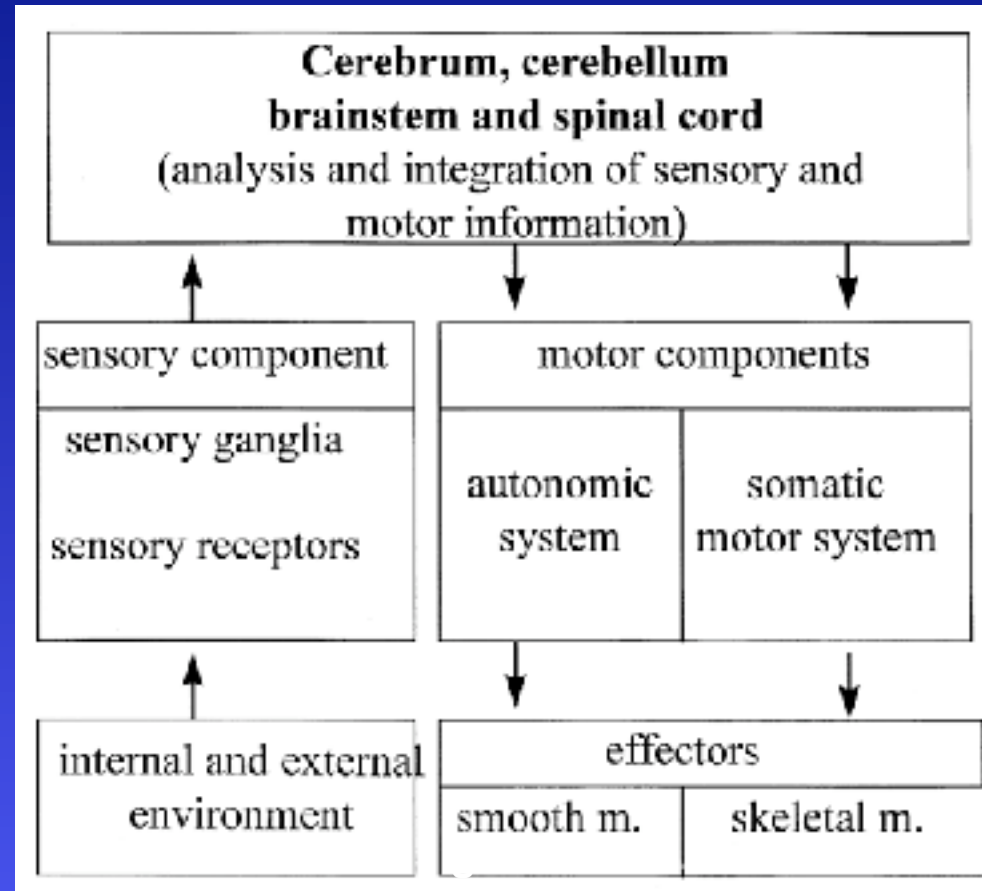 Cerebrum, cerebellum
brainstem and spinal cord
(analysis and integration of sensory and
motor information)
sensory component
sensory ganglia
sensory receptors
motor components
autonomic
system
somatic
motor system
internal and external
environment
effectors
smooth m.
skeletal m.